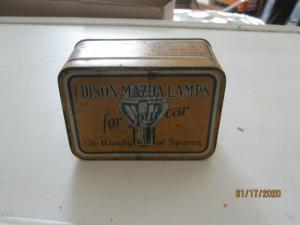 EDISON MAZDA LAMPS
for your car
The Handy Kit of Spares
01/17/2020